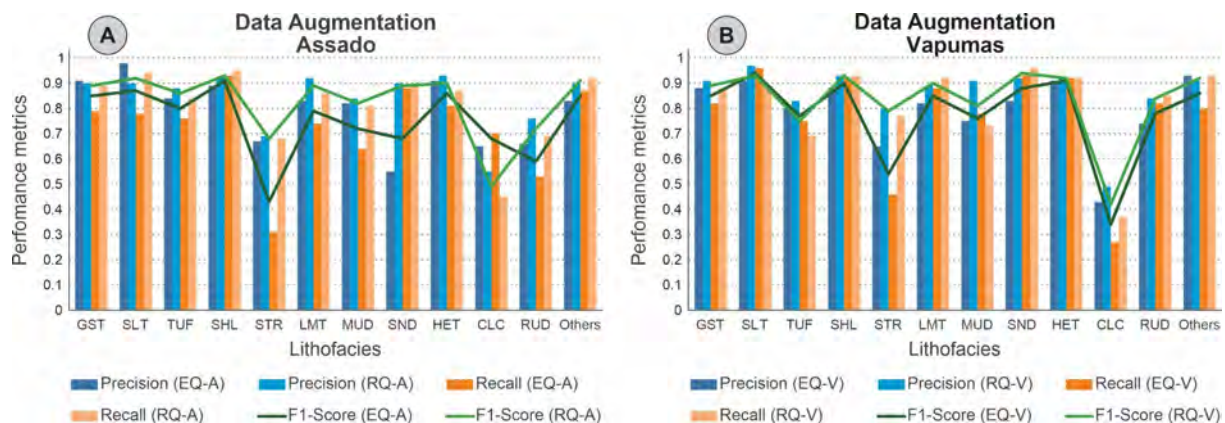 A
Data Augmentation
Assado
Perfomance metrics
1
0.9
0.8
0.7
0.6
0.5
0.4
0.3
0.2
0.1
0
GST SLT TUF SHL STR LMT MUD SND HET CLC RUD Others
Lithofacies
Precision (EQ-A) Precision (RQ-A) Recall (EQ-A)
Recall (RQ-A) F1-Score (EQ-A) F1-Score (RQ-A)
B
Data Augmentation
Vapumas
Perfomance metrics
1
0.9
0.8
0.7
0.6
0.5
0.4
0.3
0.2
0.1
0
GST SLT TUF SHL STR LMT MUD SND HET CLC RUD Others
Lithofacies
Precision (EQ-V) Precision (RQ-V) Recall (EQ-V)
Recall (RQ-V) F1-Score (EQ-V) F1-Score (RQ-V)